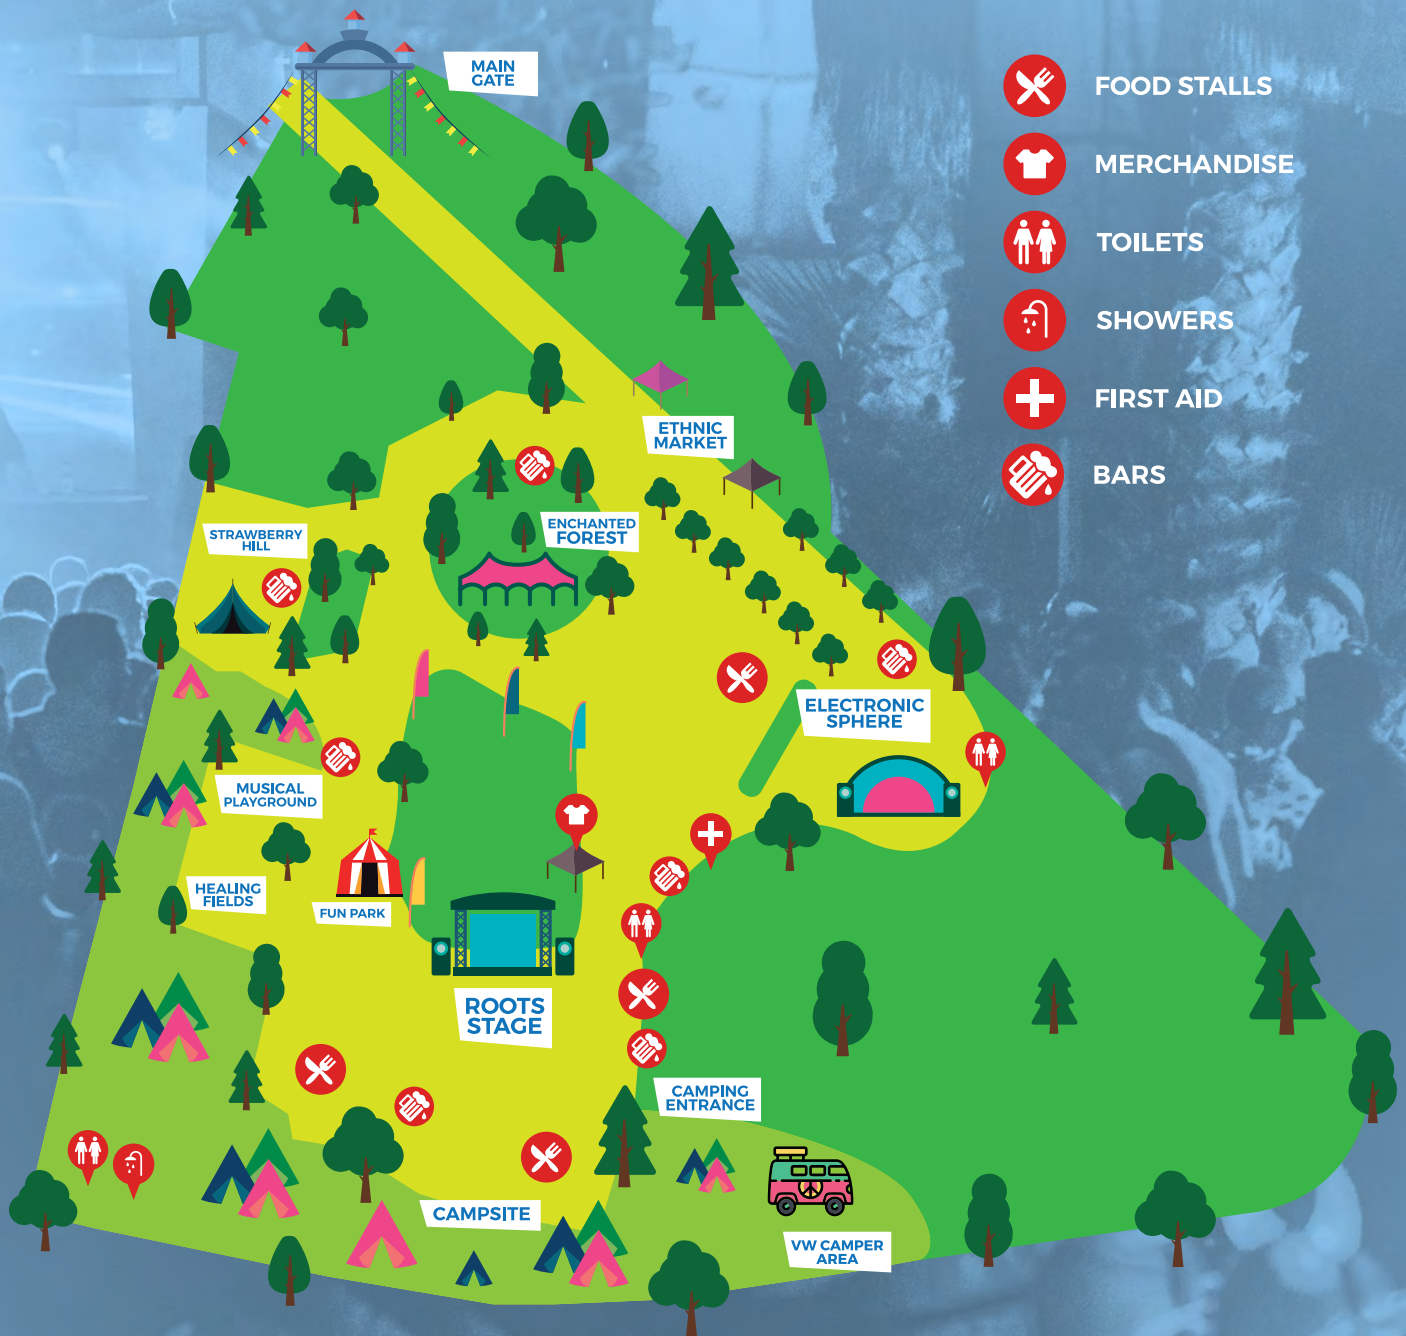 MAIN
GATE
FOOD STALLS
MERCHANDISE
TOILETS
SHOWERS
FIRST AID
BARS
ETHNIC
MARKET
ENCHANTED
FOREST
STRAWBERRY
HILL
ELECTRONIC
SPHERE
MUSICAL
PLAYGROUND
HEALING
FIELDS
FUN PARK
ROOTS
STAGE
CAMPING
ENTRANCE
CAMPSITE
VW CAMPER
AREA